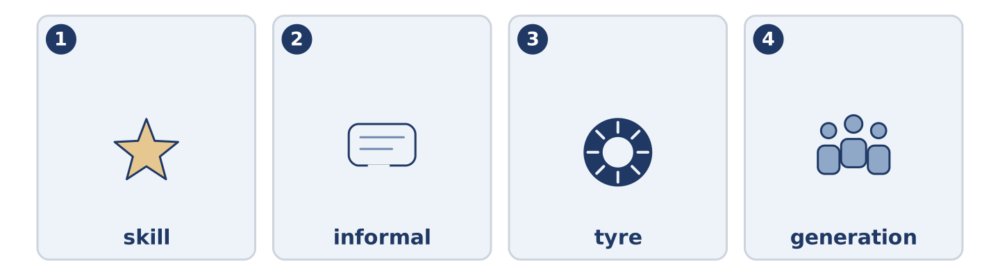 1
skill
2
informal
3
tyre
4
generation